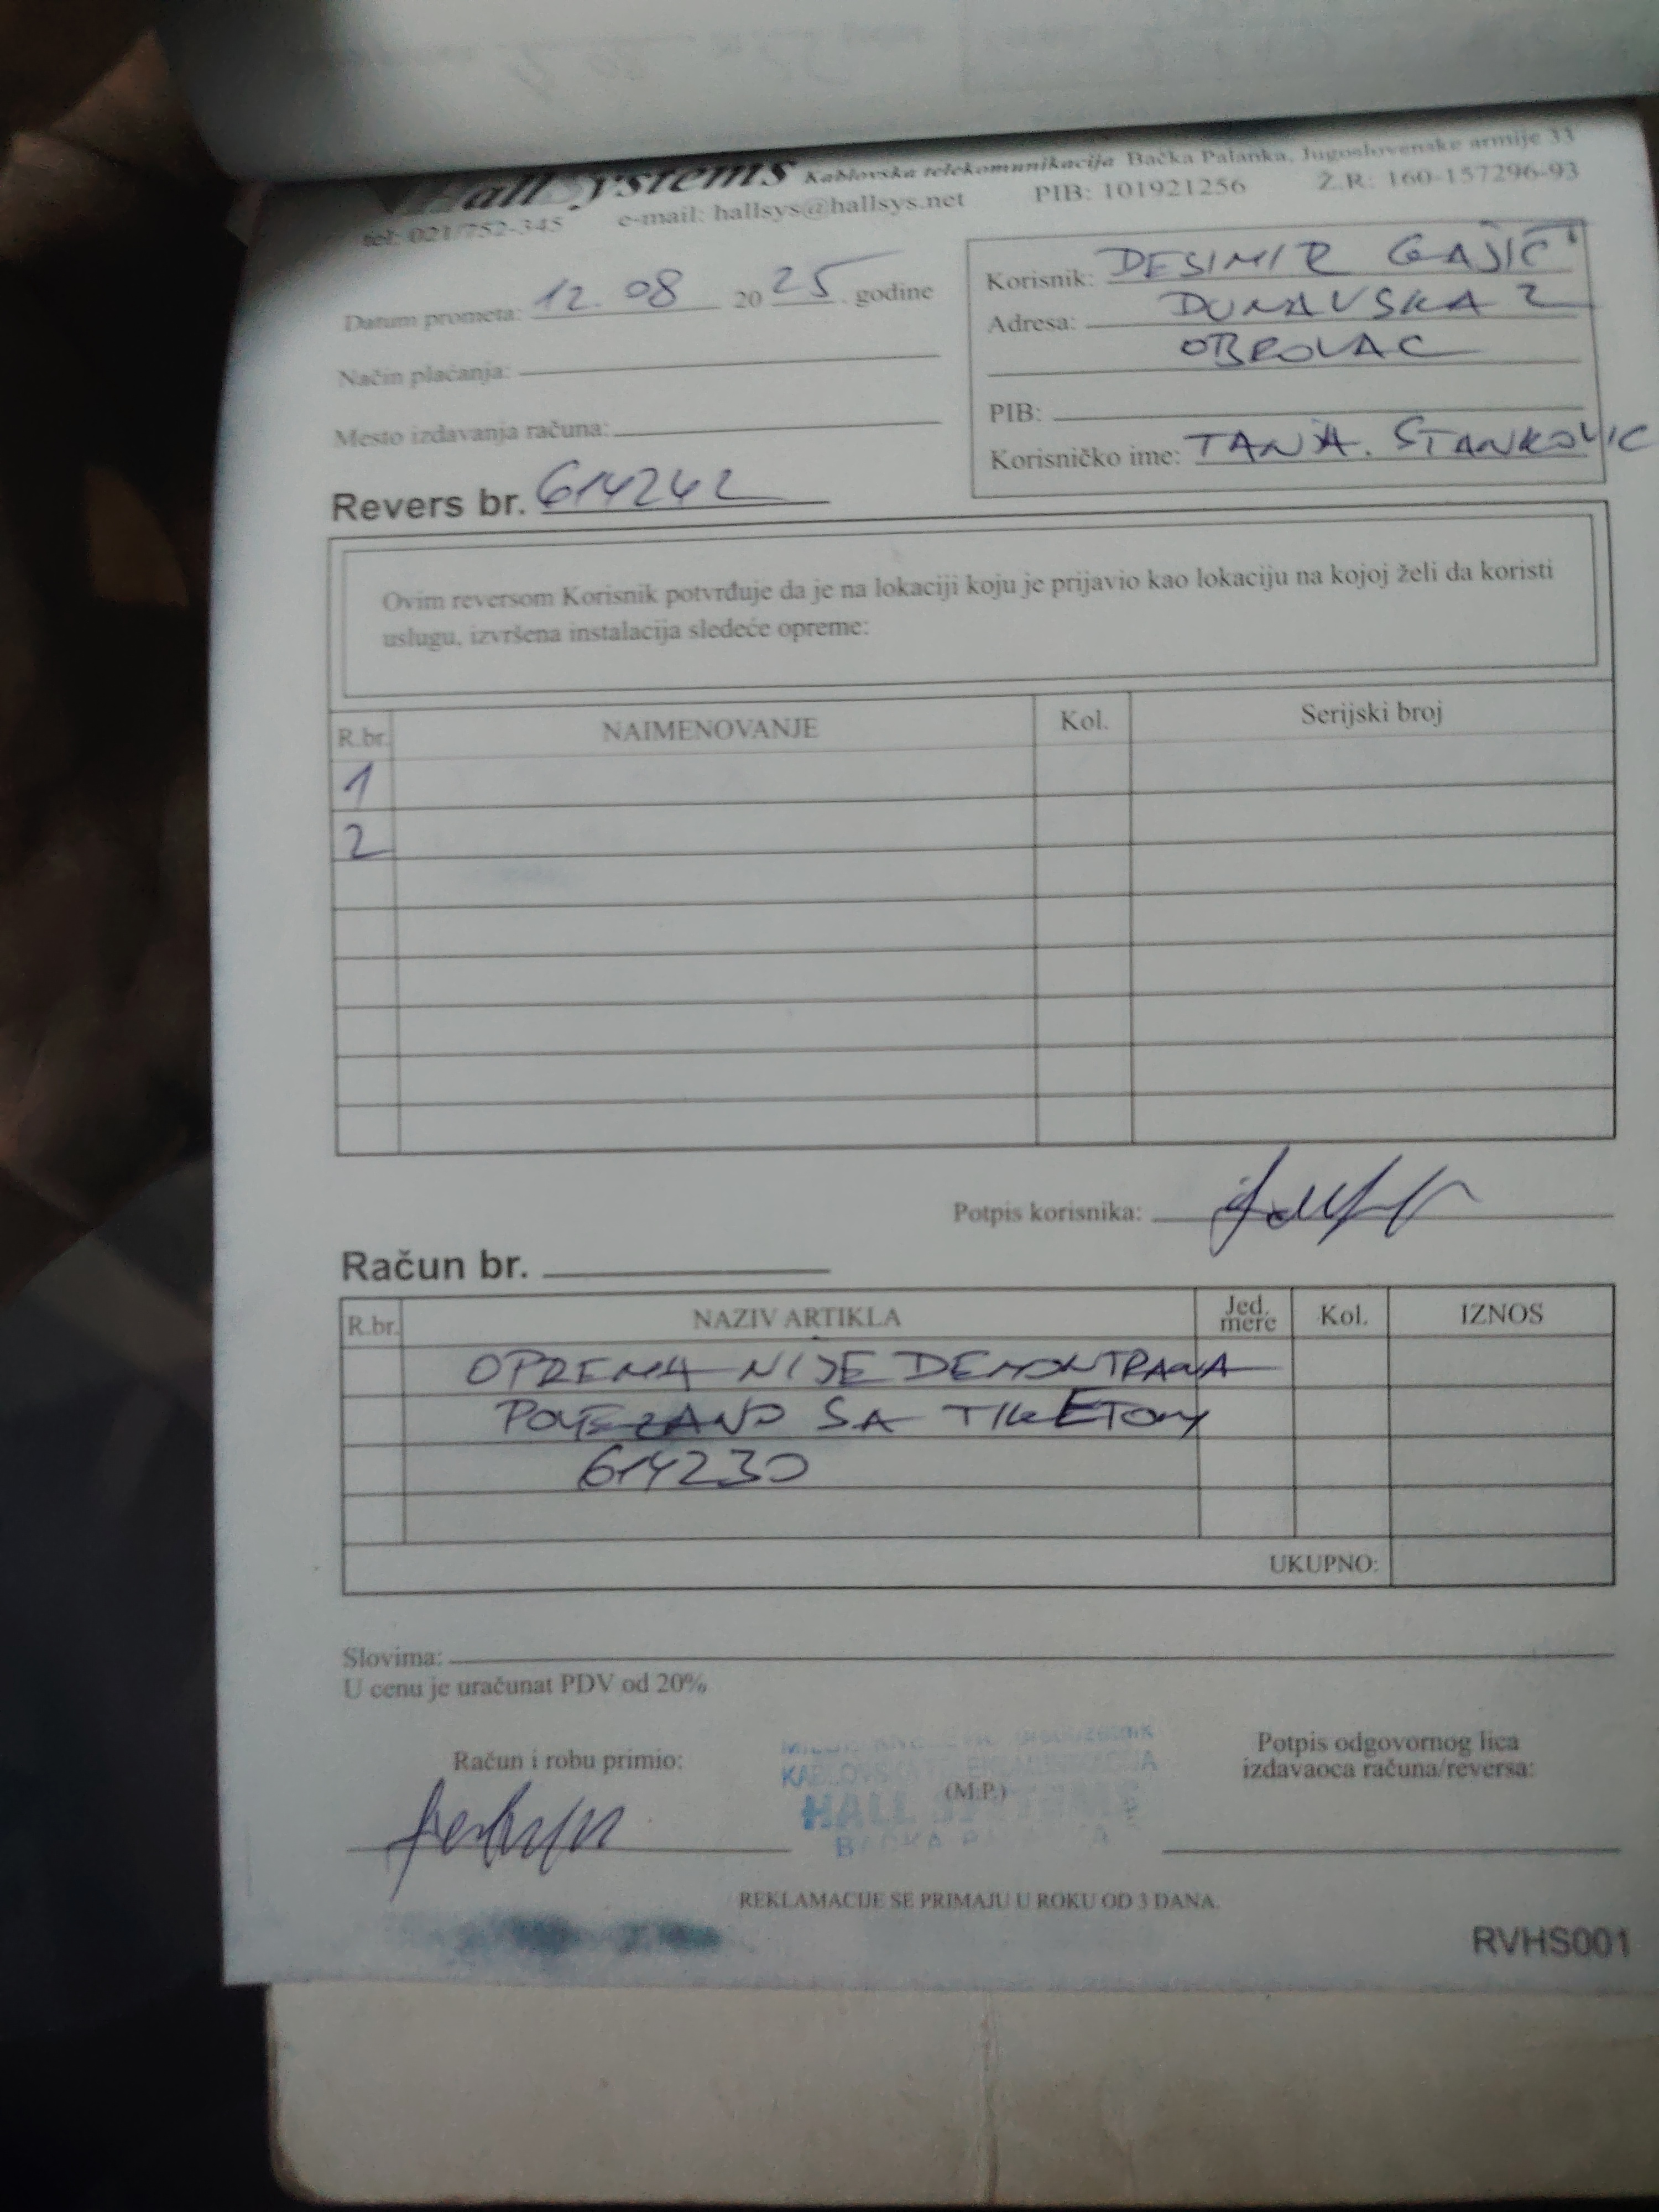 HallSystems Kablovska telekomunikacija Bačka Palanka, Jugoslovenske armije 33
tel: 021/752-345 e-mail: hallsys@hallsys.net PIB: 101921256 Ž.R: 160-157296-93
Datum prometa: 12.08 2025 godine
Način plaćanja:
Mesto izdavanja računa:
Korisnik: DESIMIR GAJIĆ
Adresa: DUNAVSKA 2
OBROVAC
PIB:
Korisničko ime: TANJA. STANKOVIC
Revers br. 614242
Ovim reversom Korisnik potvrđuje da je na lokaciji koju je prijavio kao lokaciju na kojoj želi da koristi
uslugu, izvršena instalacija sledeće opreme:
R.br. NAIMENOVANJE Kol. Serijski broj
1
2
Potpis korisnika:
Račun br.
R.br. NAZIV ARTIKLA Jed. mere Kol. IZNOS
OPREMA NIJE DEMONTRANA
POVEZANO SA TIKETOM
614230
UKUPNO:
Slovima:
U cenu je uračunat PDV od 20%
Račun i robu primio:
(M.P.)
KABLOVSKA TELEKOMUNIKACIJA
HALL SYSTEMS
BAČKA PALANKA
Potpis odgovornog lica
izdavaoca računa/reversa:
REKLAMACIJE SE PRIMAJU U ROKU OD 3 DANA.
RVHS001